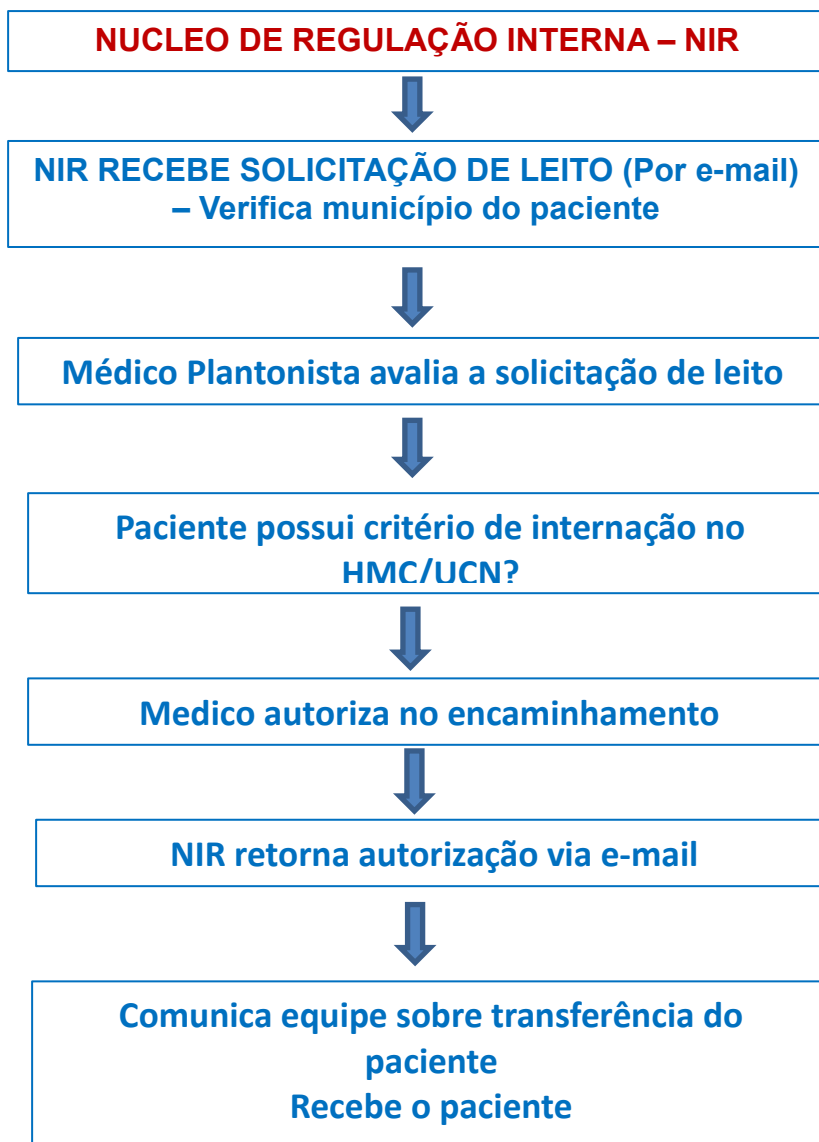 NUCLEO DE REGULAÇÃO INTERNA – NIR
NIR RECEBE SOLICITAÇÃO DE LEITO (Por e-mail)
– Verifica município do paciente
Médico Plantonista avalia a solicitação de leito
Paciente possui critério de internação no
HMC/UCN?
Medico autoriza no encaminhamento
NIR retorna autorização via e-mail
Comunica equipe sobre transferência do
paciente
Recebe o paciente